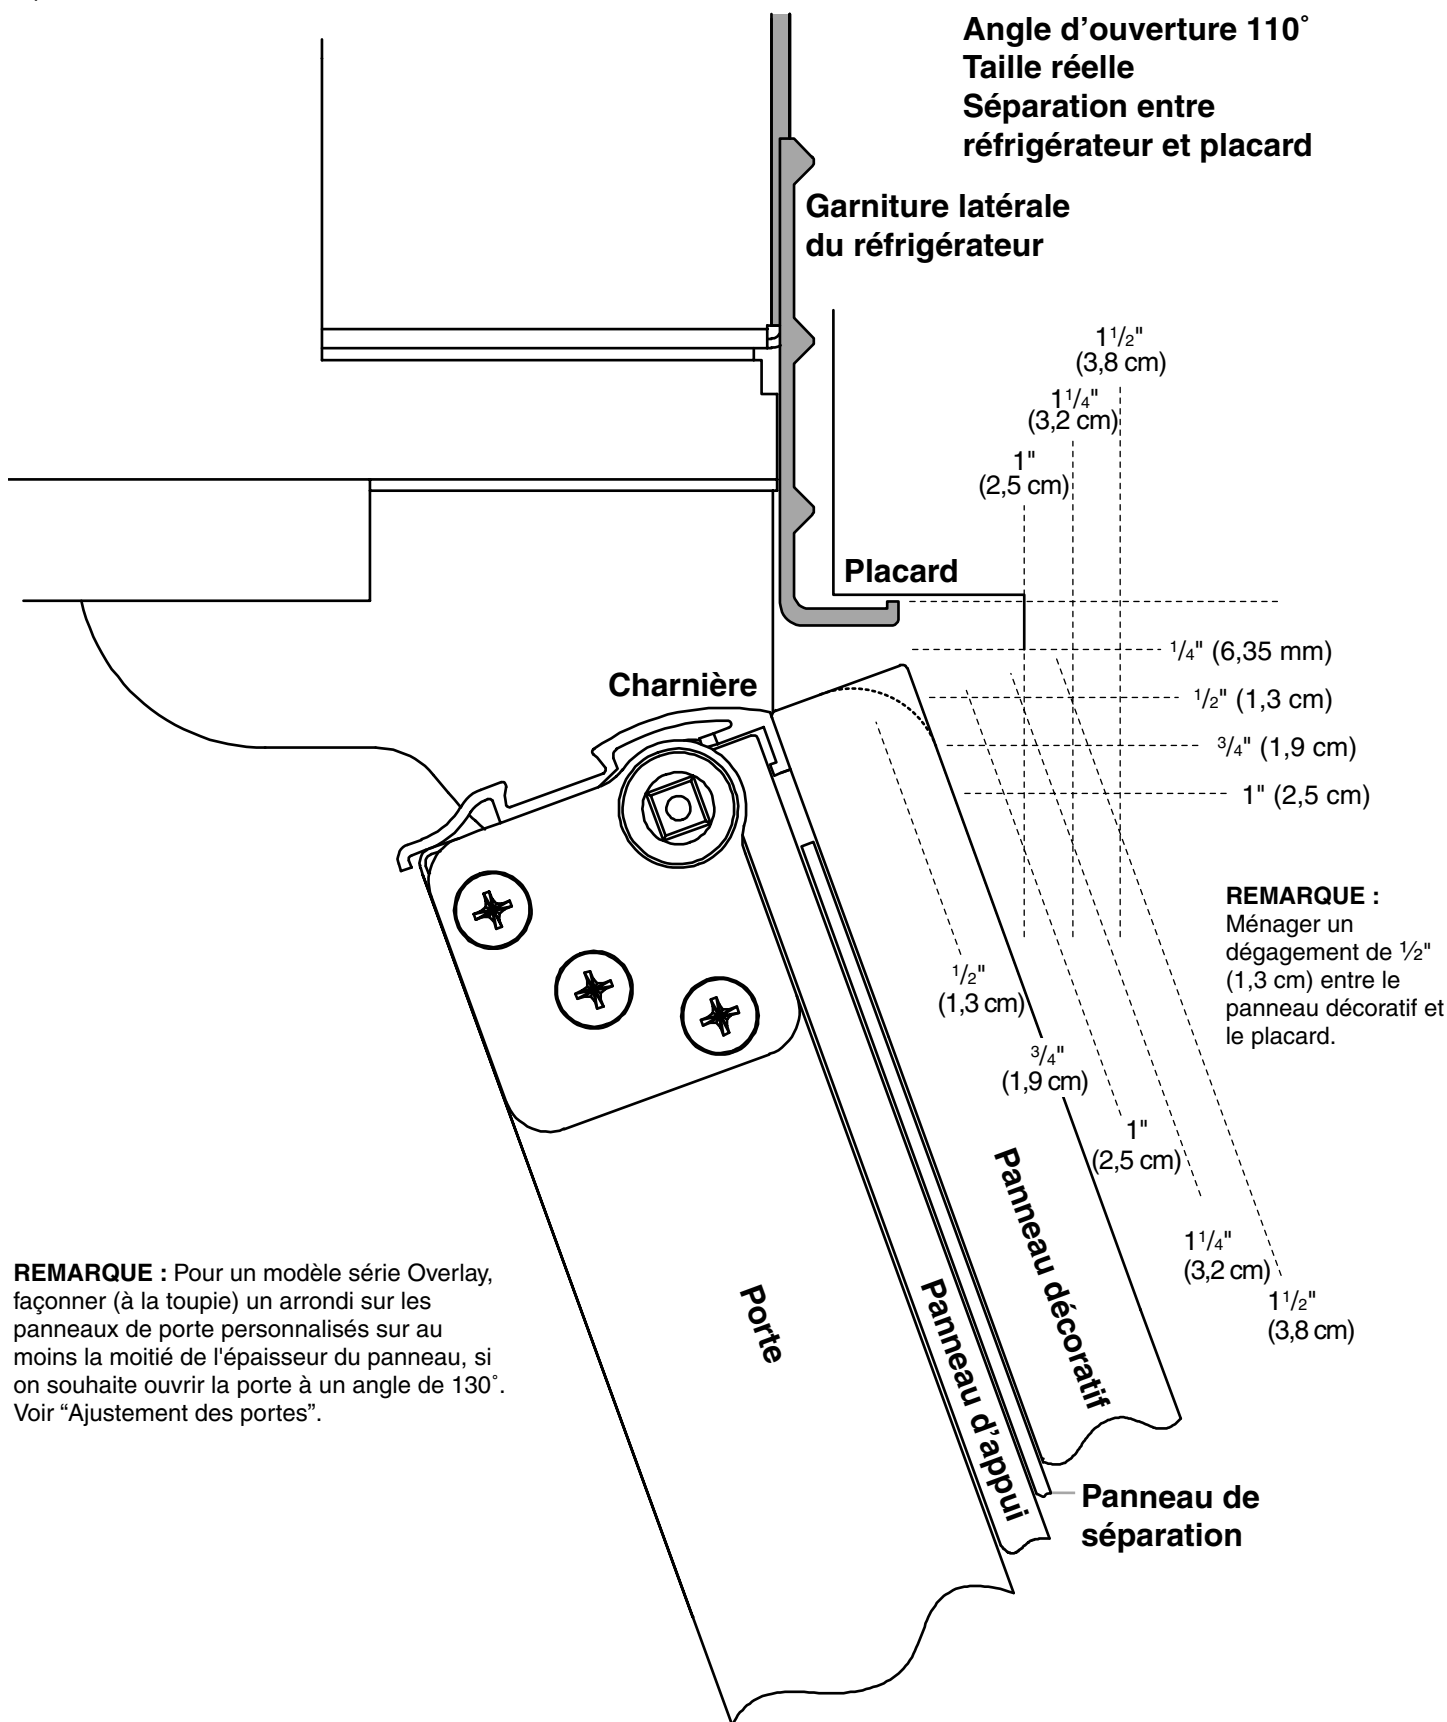 Angle d’ouverture 110˚
Taille réelle
Séparation entre
réfrigérateur et placard
Garniture latérale
du réfrigérateur
1 1/2"
(3,8 cm)
1 1/4"
(3,2 cm)
1"
(2,5 cm)
Placard
1/4" (6,35 mm)
Charnière
1/2" (1,3 cm)
3/4" (1,9 cm)
1" (2,5 cm)
REMARQUE :
Ménager un
dégagement de ½"
(1,3 cm) entre le
panneau décoratif et
le placard.
1/2"
(1,3 cm)
3/4"
(1,9 cm)
1"
(2,5 cm)
1 1/4"
(3,2 cm)
1 1/2"
(3,8 cm)
REMARQUE : Pour un modèle série Overlay,
façonner (à la toupie) un arrondi sur les
panneaux de porte personnalisés sur au
moins la moitié de l'épaisseur du panneau, si
on souhaite ouvrir la porte à un angle de 130˚.
Voir “Ajustement des portes”.
Porte
Panneau d’appui
Panneau décoratif
Panneau de
séparation